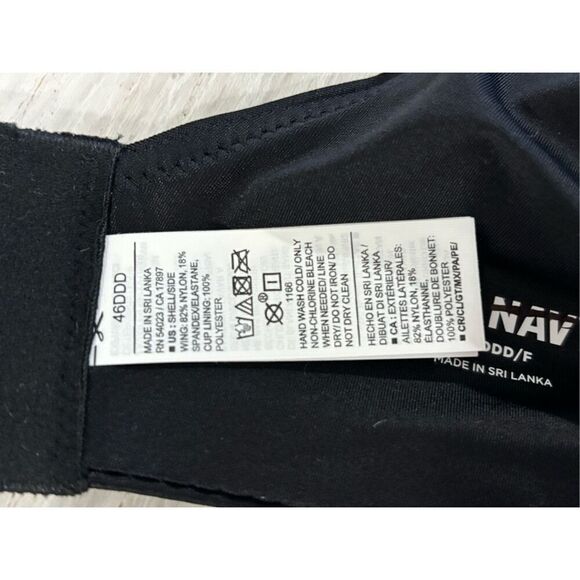 46DDD
MADE IN SRI LANKA
RN 54023 / CA 17897
■ US : SHELL/SIDE
WING: 82% NYLON, 18%
SPANDEX/ELASTANE,
CUP LINING: 100%
POLYESTER
1166
HAND WASH COLD/ONLY
NON-CHLORINE BLEACH
WHEN NEEDED/ LINE
DRY/ DO NOT IRON/ DO
NOT DRY CLEAN
HECHO EN SRI LANKA /
DIBUAT DI SRI LANKA
■ CA : EXTÉRIEUR /
AILETTES LATÉRALES:
82% NYLON, 18%
ÉLASTHANNE,
DOUBLURE DE BONNET:
100% POLYESTER
■ CR/CL/GT/MX/PA/PE/
NAV
DDD/F
MADE IN SRI LANKA